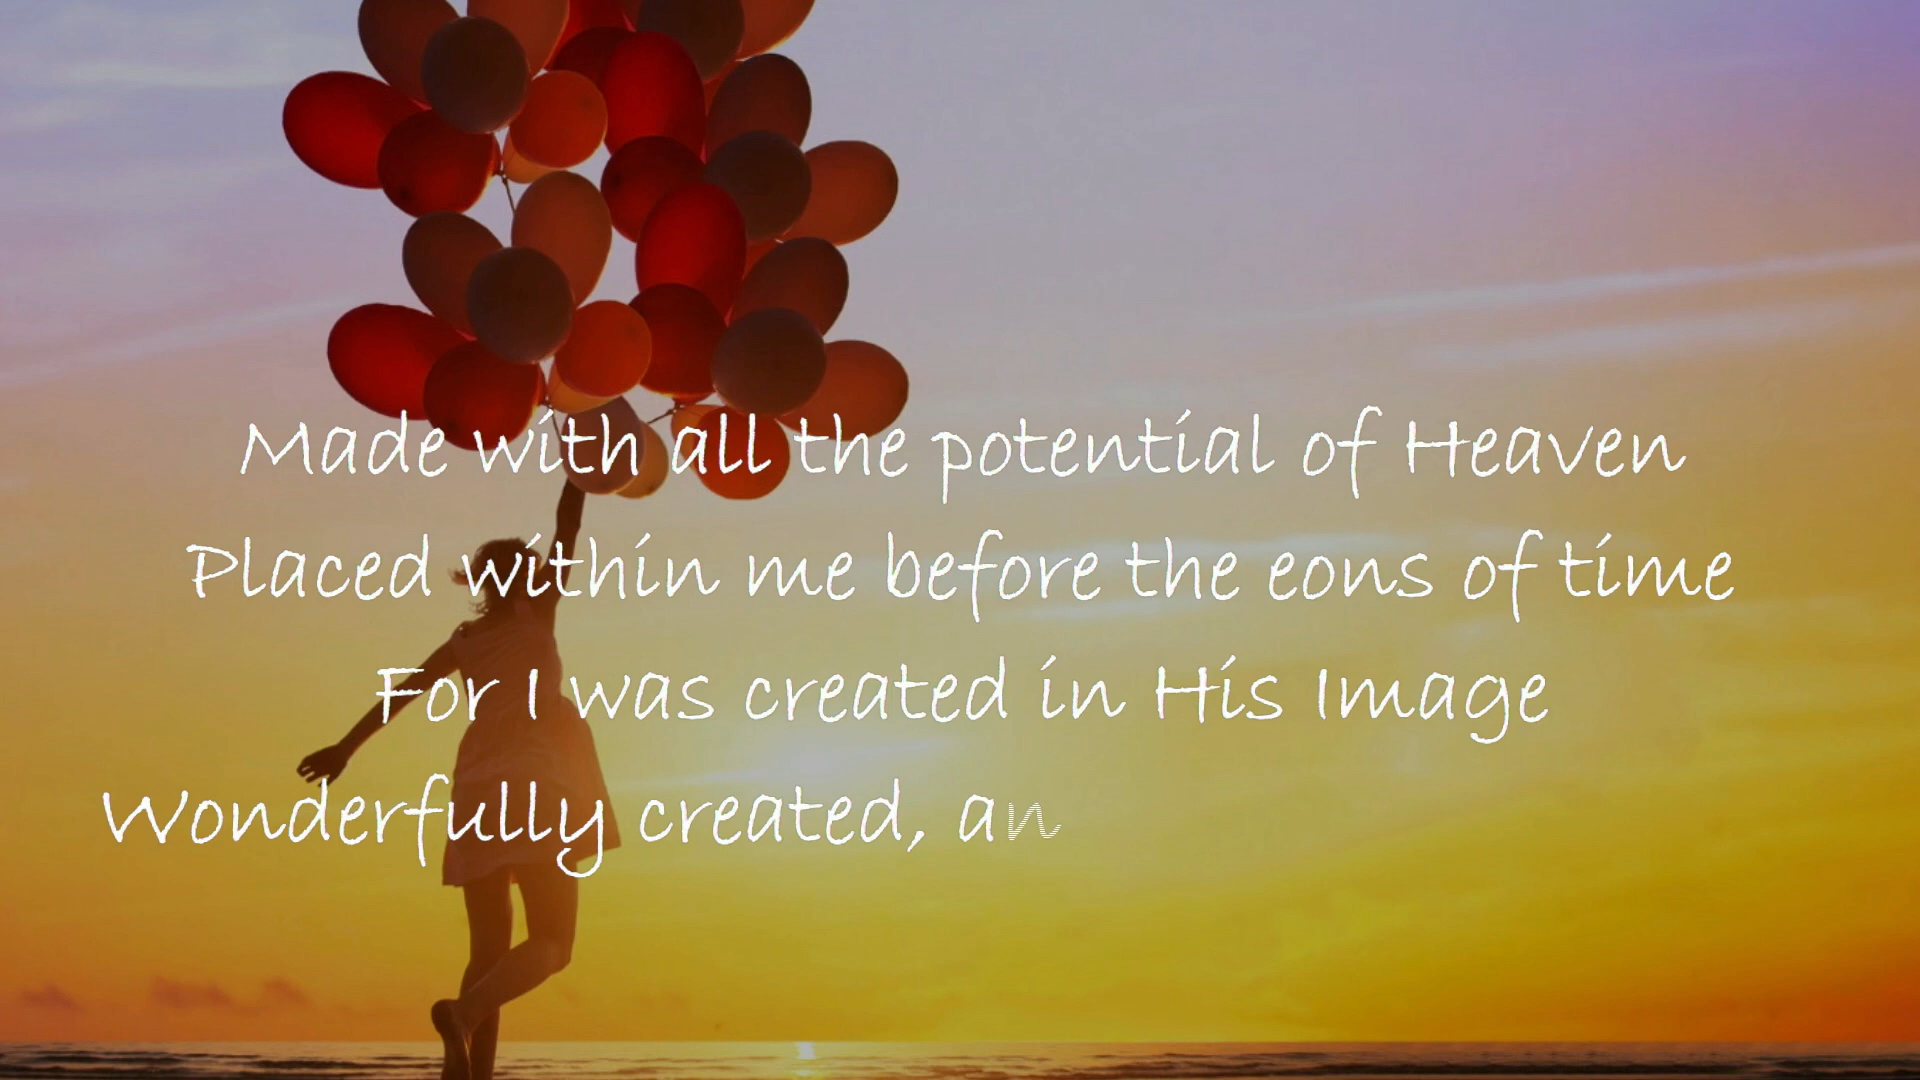 Made with all the potential of Heaven
Placed within me before the eons of time
For I was created in His Image
Wonderfully created, an